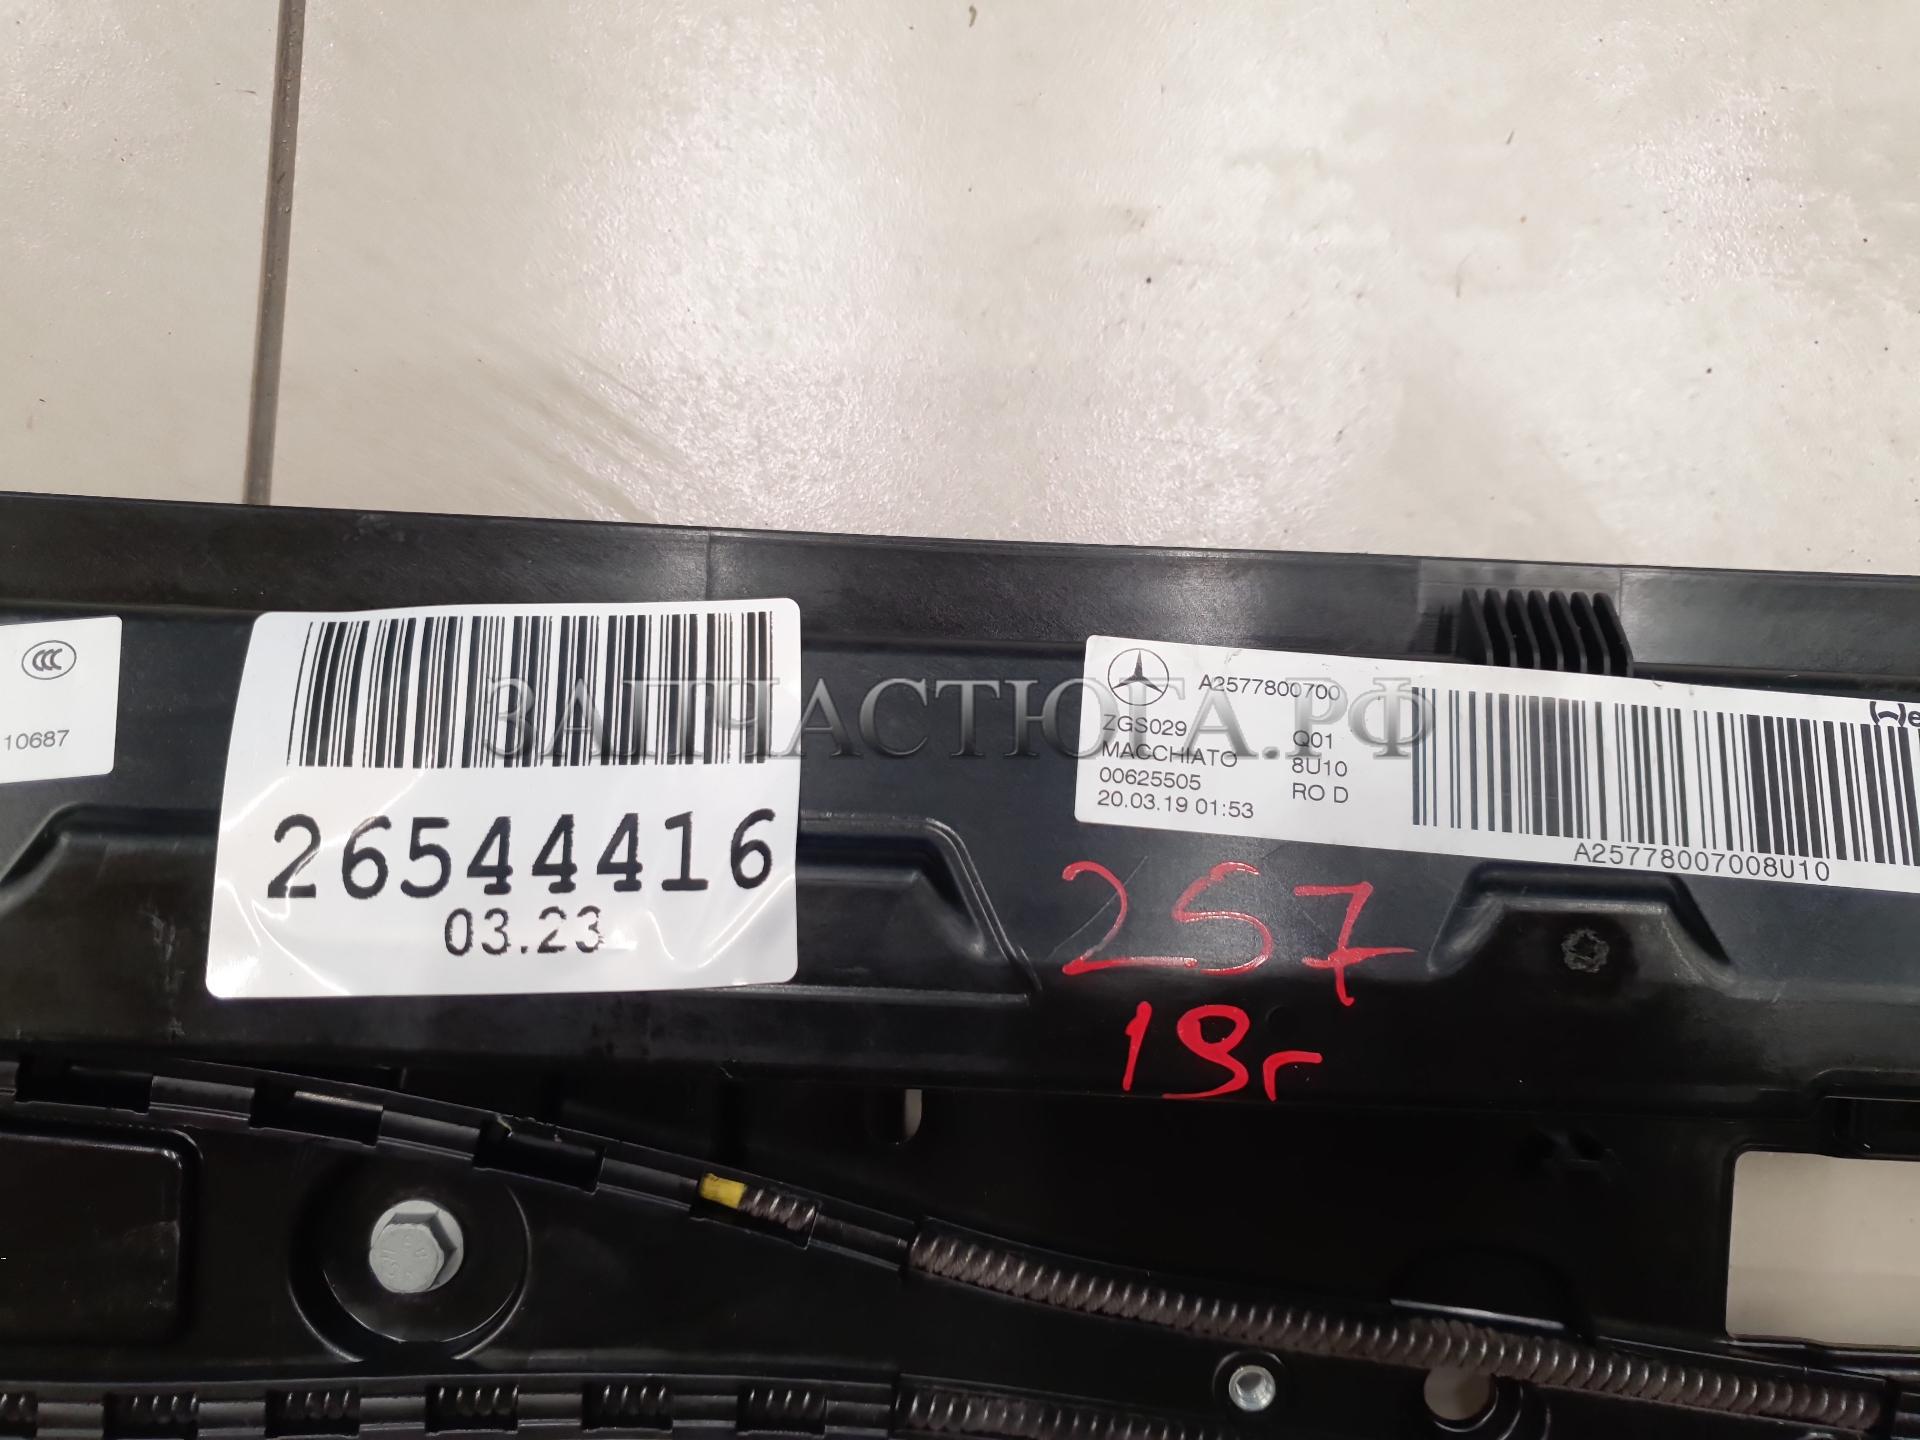 CCC
10687
26544416
03.23
ЗАПЧАСТЮГА.РФ
A2577800700
ZGS029 Q01
MACCHIATO 8U10
00625505 RO D
20.03.19 01:53
A25778007008U10
257
19г